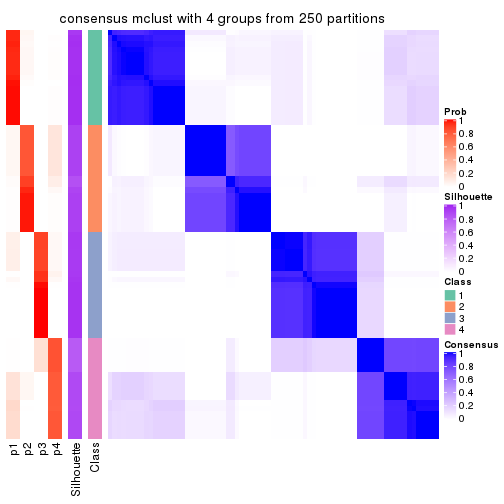 consensus mclust with 4 groups from 250 partitions
Prob
1
0.8
0.6
0.4
0.2
0
Silhouette
1
0.8
0.6
0.4
0.2
0
Class
1
2
3
4
Consensus
1
0.8
0.6
0.4
0.2
0
p1
p2
p3
p4
Silhouette
Class